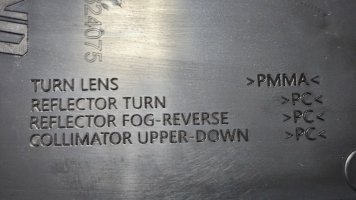 24075
TURN LENS >PMMA<
REFLECTOR TURN >PC<
REFLECTOR FOG-REVERSE >PC<
COLLIMATOR UPPER-DOWN >PC<